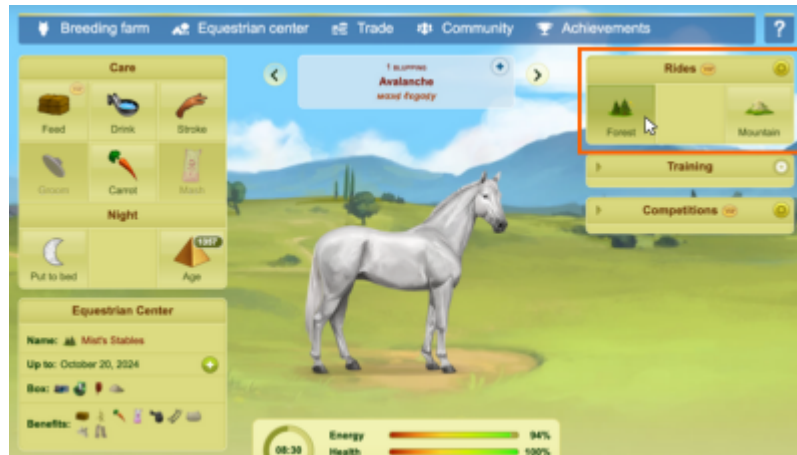 Breeding farm Equestrian center Trade Community Achievements ?
Care
Feed Drink Stroke
Groom Carrot Mash
Night
Put to bed Age
1357
Equestrian Center
Name: Mist's Stables
Up to: October 20, 2024
Box:
Benefits:
Avalanche
Rides VIP
Forest Mountain
Training
Competitions VIP
08:30
Energy 94%
Health 100%